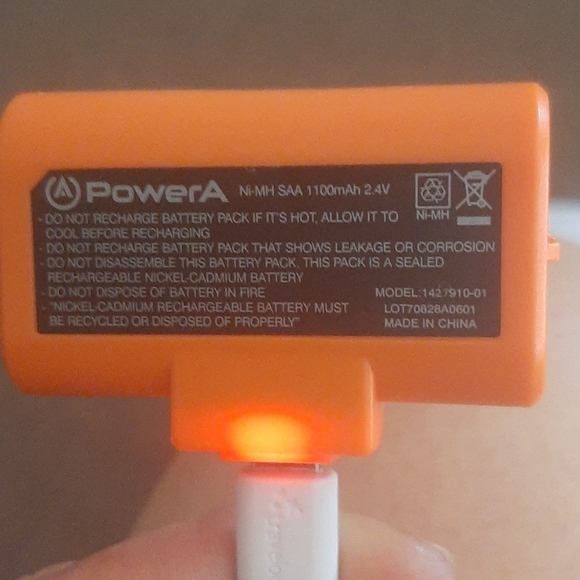 PowerA Ni-MH SAA 1100mAh 2.4V
Ni-MH
- DO NOT RECHARGE BATTERY PACK IF IT'S HOT, ALLOW IT TO
COOL BEFORE RECHARGING
- DO NOT RECHARGE BATTERY PACK THAT SHOWS LEAKAGE OR CORROSION
- DO NOT DISASSEMBLE THIS BATTERY PACK, THIS PACK IS A SEALED
RECHARGEABLE NICKEL-CADMIUM BATTERY
- DO NOT DISPOSE OF BATTERY IN FIRE
- "NICKEL-CADMIUM RECHARGEABLE BATTERY MUST
BE RECYCLED OR DISPOSED OF PROPERLY"
MODEL:1427910-01
LOT70828A0601
MADE IN CHINA